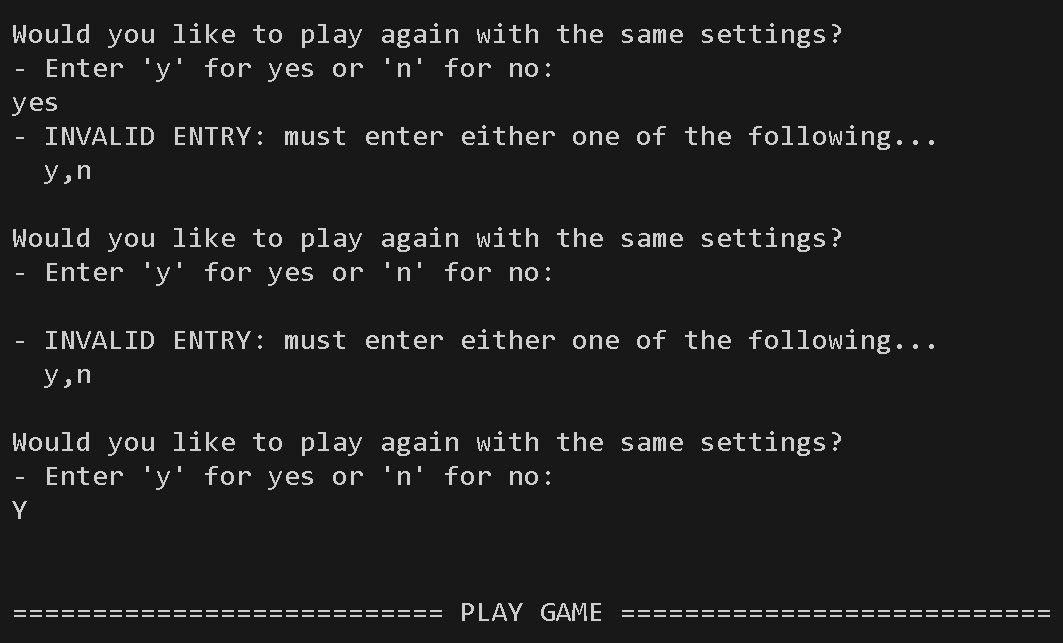 Would you like to play again with the same settings?
- Enter 'y' for yes or 'n' for no:
yes
- INVALID ENTRY: must enter either one of the following...
y,n
Would you like to play again with the same settings?
- Enter 'y' for yes or 'n' for no:
- INVALID ENTRY: must enter either one of the following...
y,n
Would you like to play again with the same settings?
- Enter 'y' for yes or 'n' for no:
Y
=========================== PLAY GAME ===========================